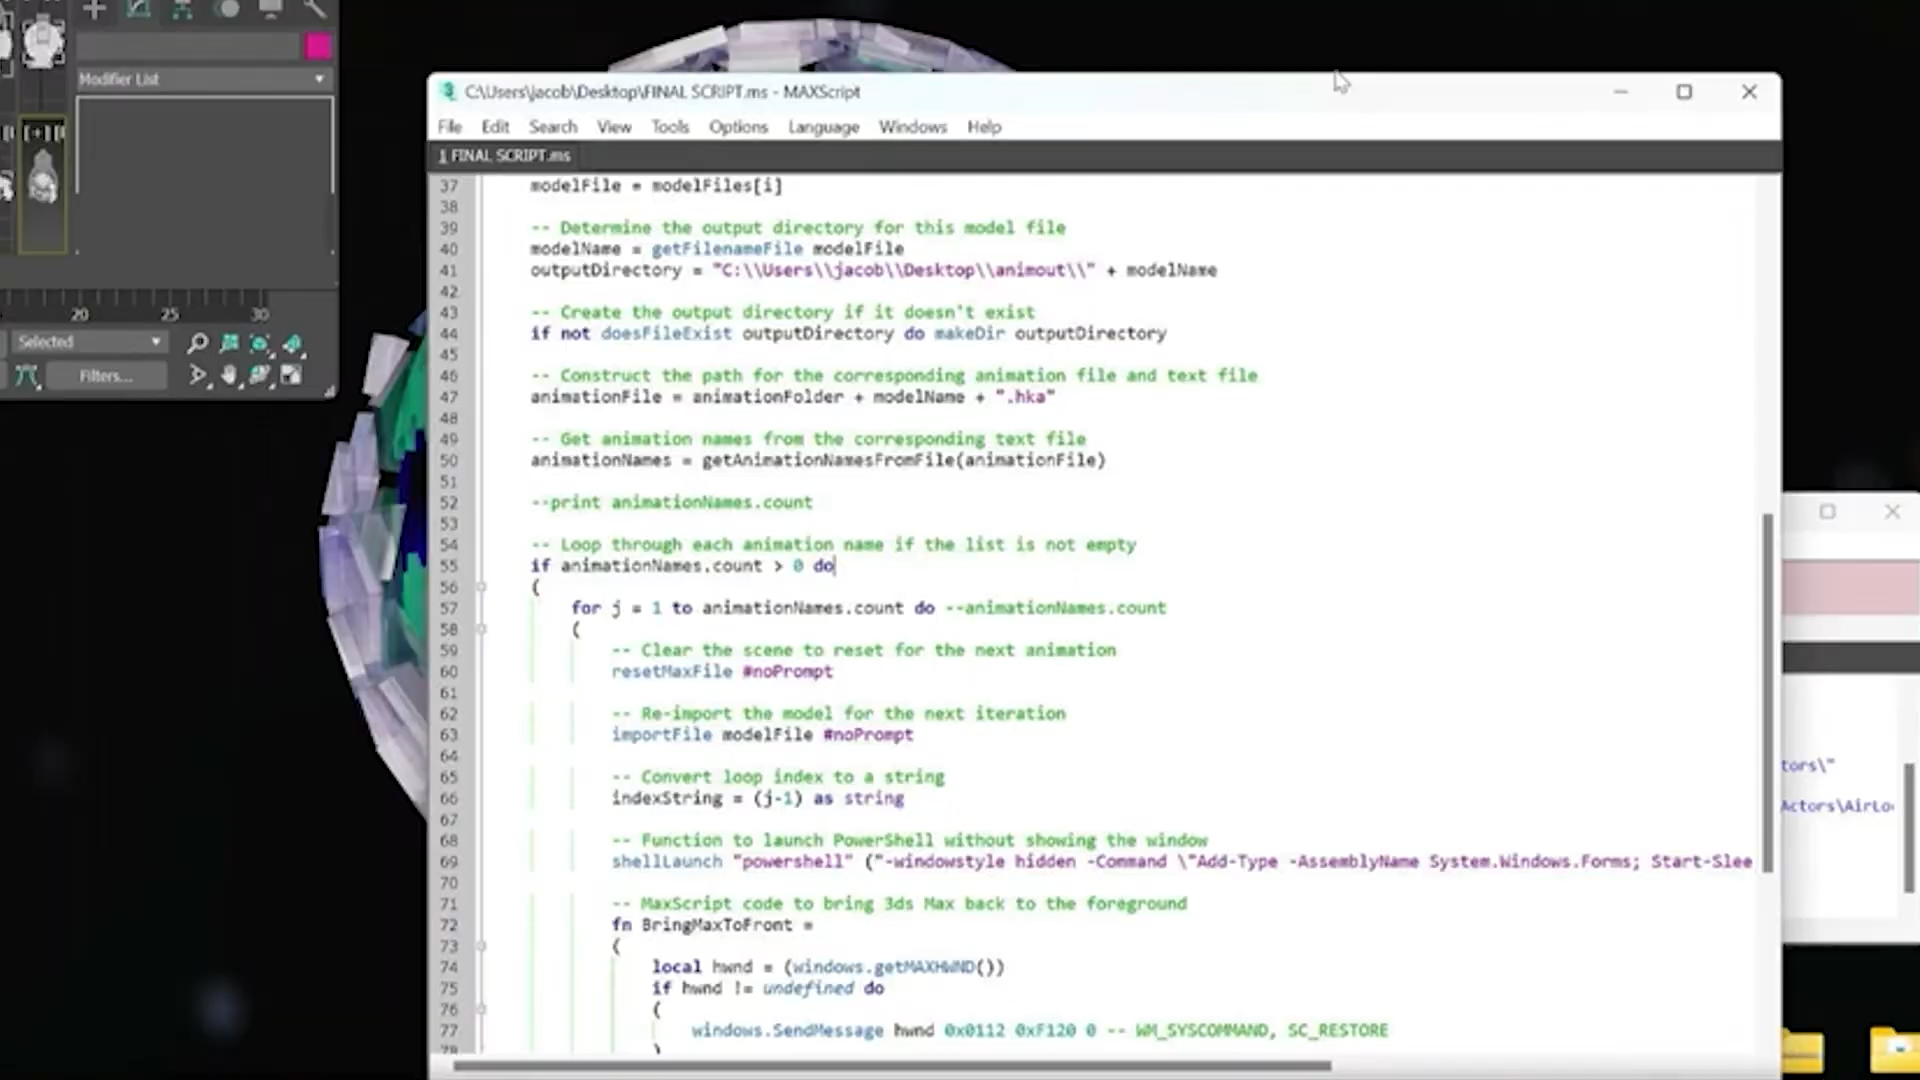 Modifier List
20 25 30
Selected
Filters...
C:\Users\jacob\Desktop\FINAL SCRIPT.ms - MAXScript
File Edit Search View Tools Options Language Windows Help
1 FINAL SCRIPT.ms
37 modelFile = modelFiles[i]
38
39 -- Determine the output directory for this model file
40 modelName = getFilenameFile modelFile
41 outputDirectory = "C:\\Users\\jacob\\Desktop\\animout\\" + modelName
42
43 -- Create the output directory if it doesn't exist
44 if not doesFileExist outputDirectory do makeDir outputDirectory
45
46 -- Construct the path for the corresponding animation file and text file
47 animationFile = animationFolder + modelName + ".hka"
48
49 -- Get animation names from the corresponding text file
50 animationNames = getAnimationNamesFromFile(animationFile)
51
52 --print animationNames.count
53
54 -- Loop through each animation name if the list is not empty
55 if animationNames.count > 0 do
56 (
57 for j = 1 to animationNames.count do --animationNames.count
58 (
59 -- Clear the scene to reset for the next animation
60 resetMaxFile #noPrompt
61
62 -- Re-import the model for the next iteration
63 importFile modelFile #noPrompt
64
65 -- Convert loop index to a string
66 indexString = (j-1) as string
67
68 -- Function to launch PowerShell without showing the window
69 shellLaunch "powershell" ("-windowstyle hidden -Command \"Add-Type -AssemblyName System.Windows.Forms; Start-Slee
70
71 -- MaxScript code to bring 3ds Max back to the foreground
72 fn BringMaxToFront =
73 (
74 local hwnd = (windows.getMAXHWND())
75 if hwnd != undefined do
76 (
77 windows.SendMessage hwnd 0x0112 0xF120 0 -- WM_SYSCOMMAND, SC_RESTORE
78 )
tors\"
Actors\AirLo